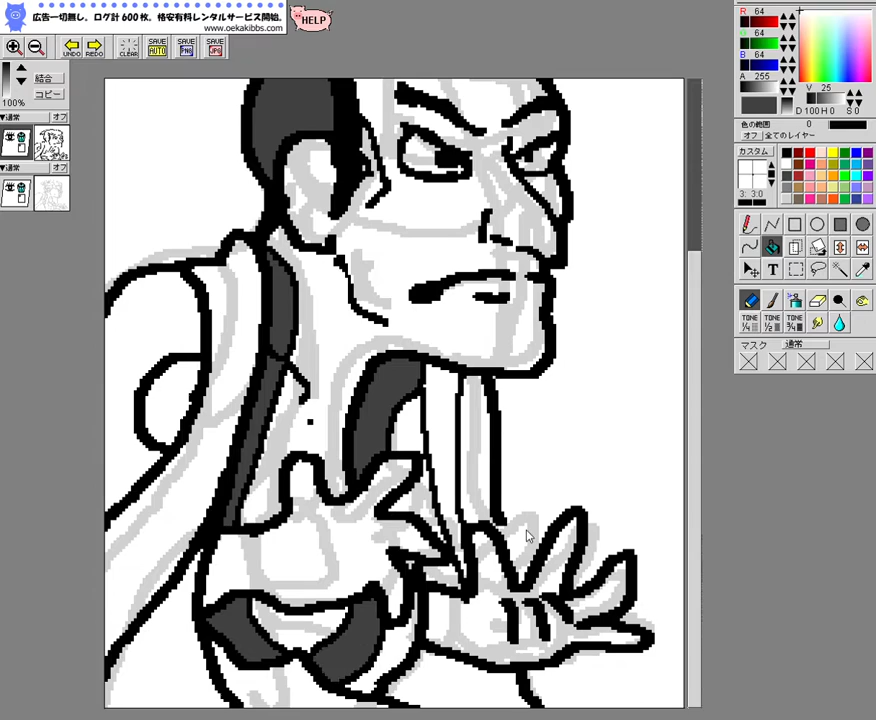 広告一切無し。ログ計600枚。格安有料レンタルサービス開始。
www.oekakibbs.com
HELP
UNDO
REDO
CLEAR
SAVE
AUTO
SAVE
PNG
SAVE
JPG
100%
結合
コピー
通常
オフ
通常
オフ
R 64
G 64
B 64
A 255
V 25
D 100 H 0 S 0
色の範囲 0
オフ 全てのレイヤー
カスタム
3: 3:0
T
TONE 1/4
TONE 1/2
TONE 3/4
マスク 通常